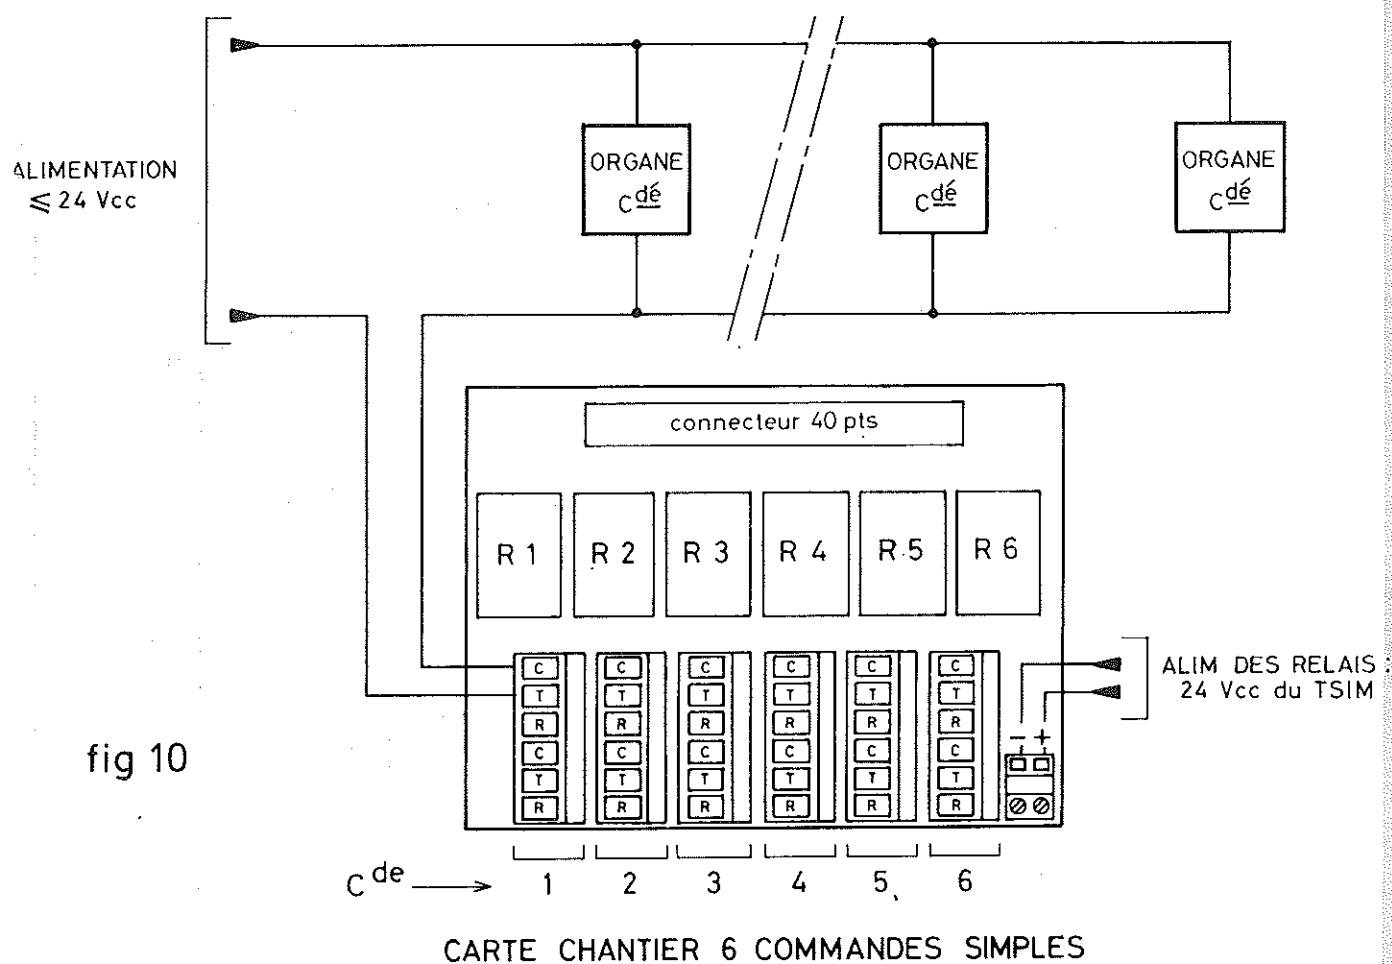 ALIMENTATION
≤ 24 Vcc
ORGANE
Cdé
ORGANE
Cdé
ORGANE
Cdé
connecteur 40 pts
R 1
R 2
R 3
R 4
R 5
R 6
C C C C C C
T T T T T T
R R R R R R
C C C C C C
T T T T T T
R R R R R R
ALIM DES RELAIS :
24 Vcc du TSIM
- +
fig 10
Cde → 1 2 3 4 5 6
CARTE CHANTIER 6 COMMANDES SIMPLES